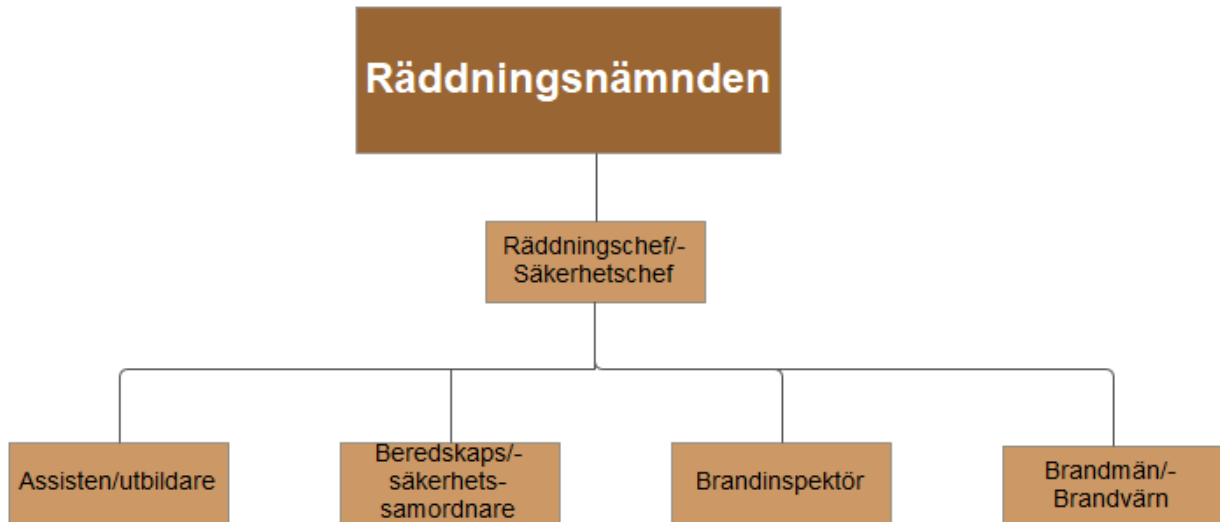 Räddningsnämnden
Räddningschef/-
Säkerhetschef
Assisten/utbildare
Beredskaps/-
säkerhets-
samordnare
Brandinspektör
Brandmän/-
Brandvärn